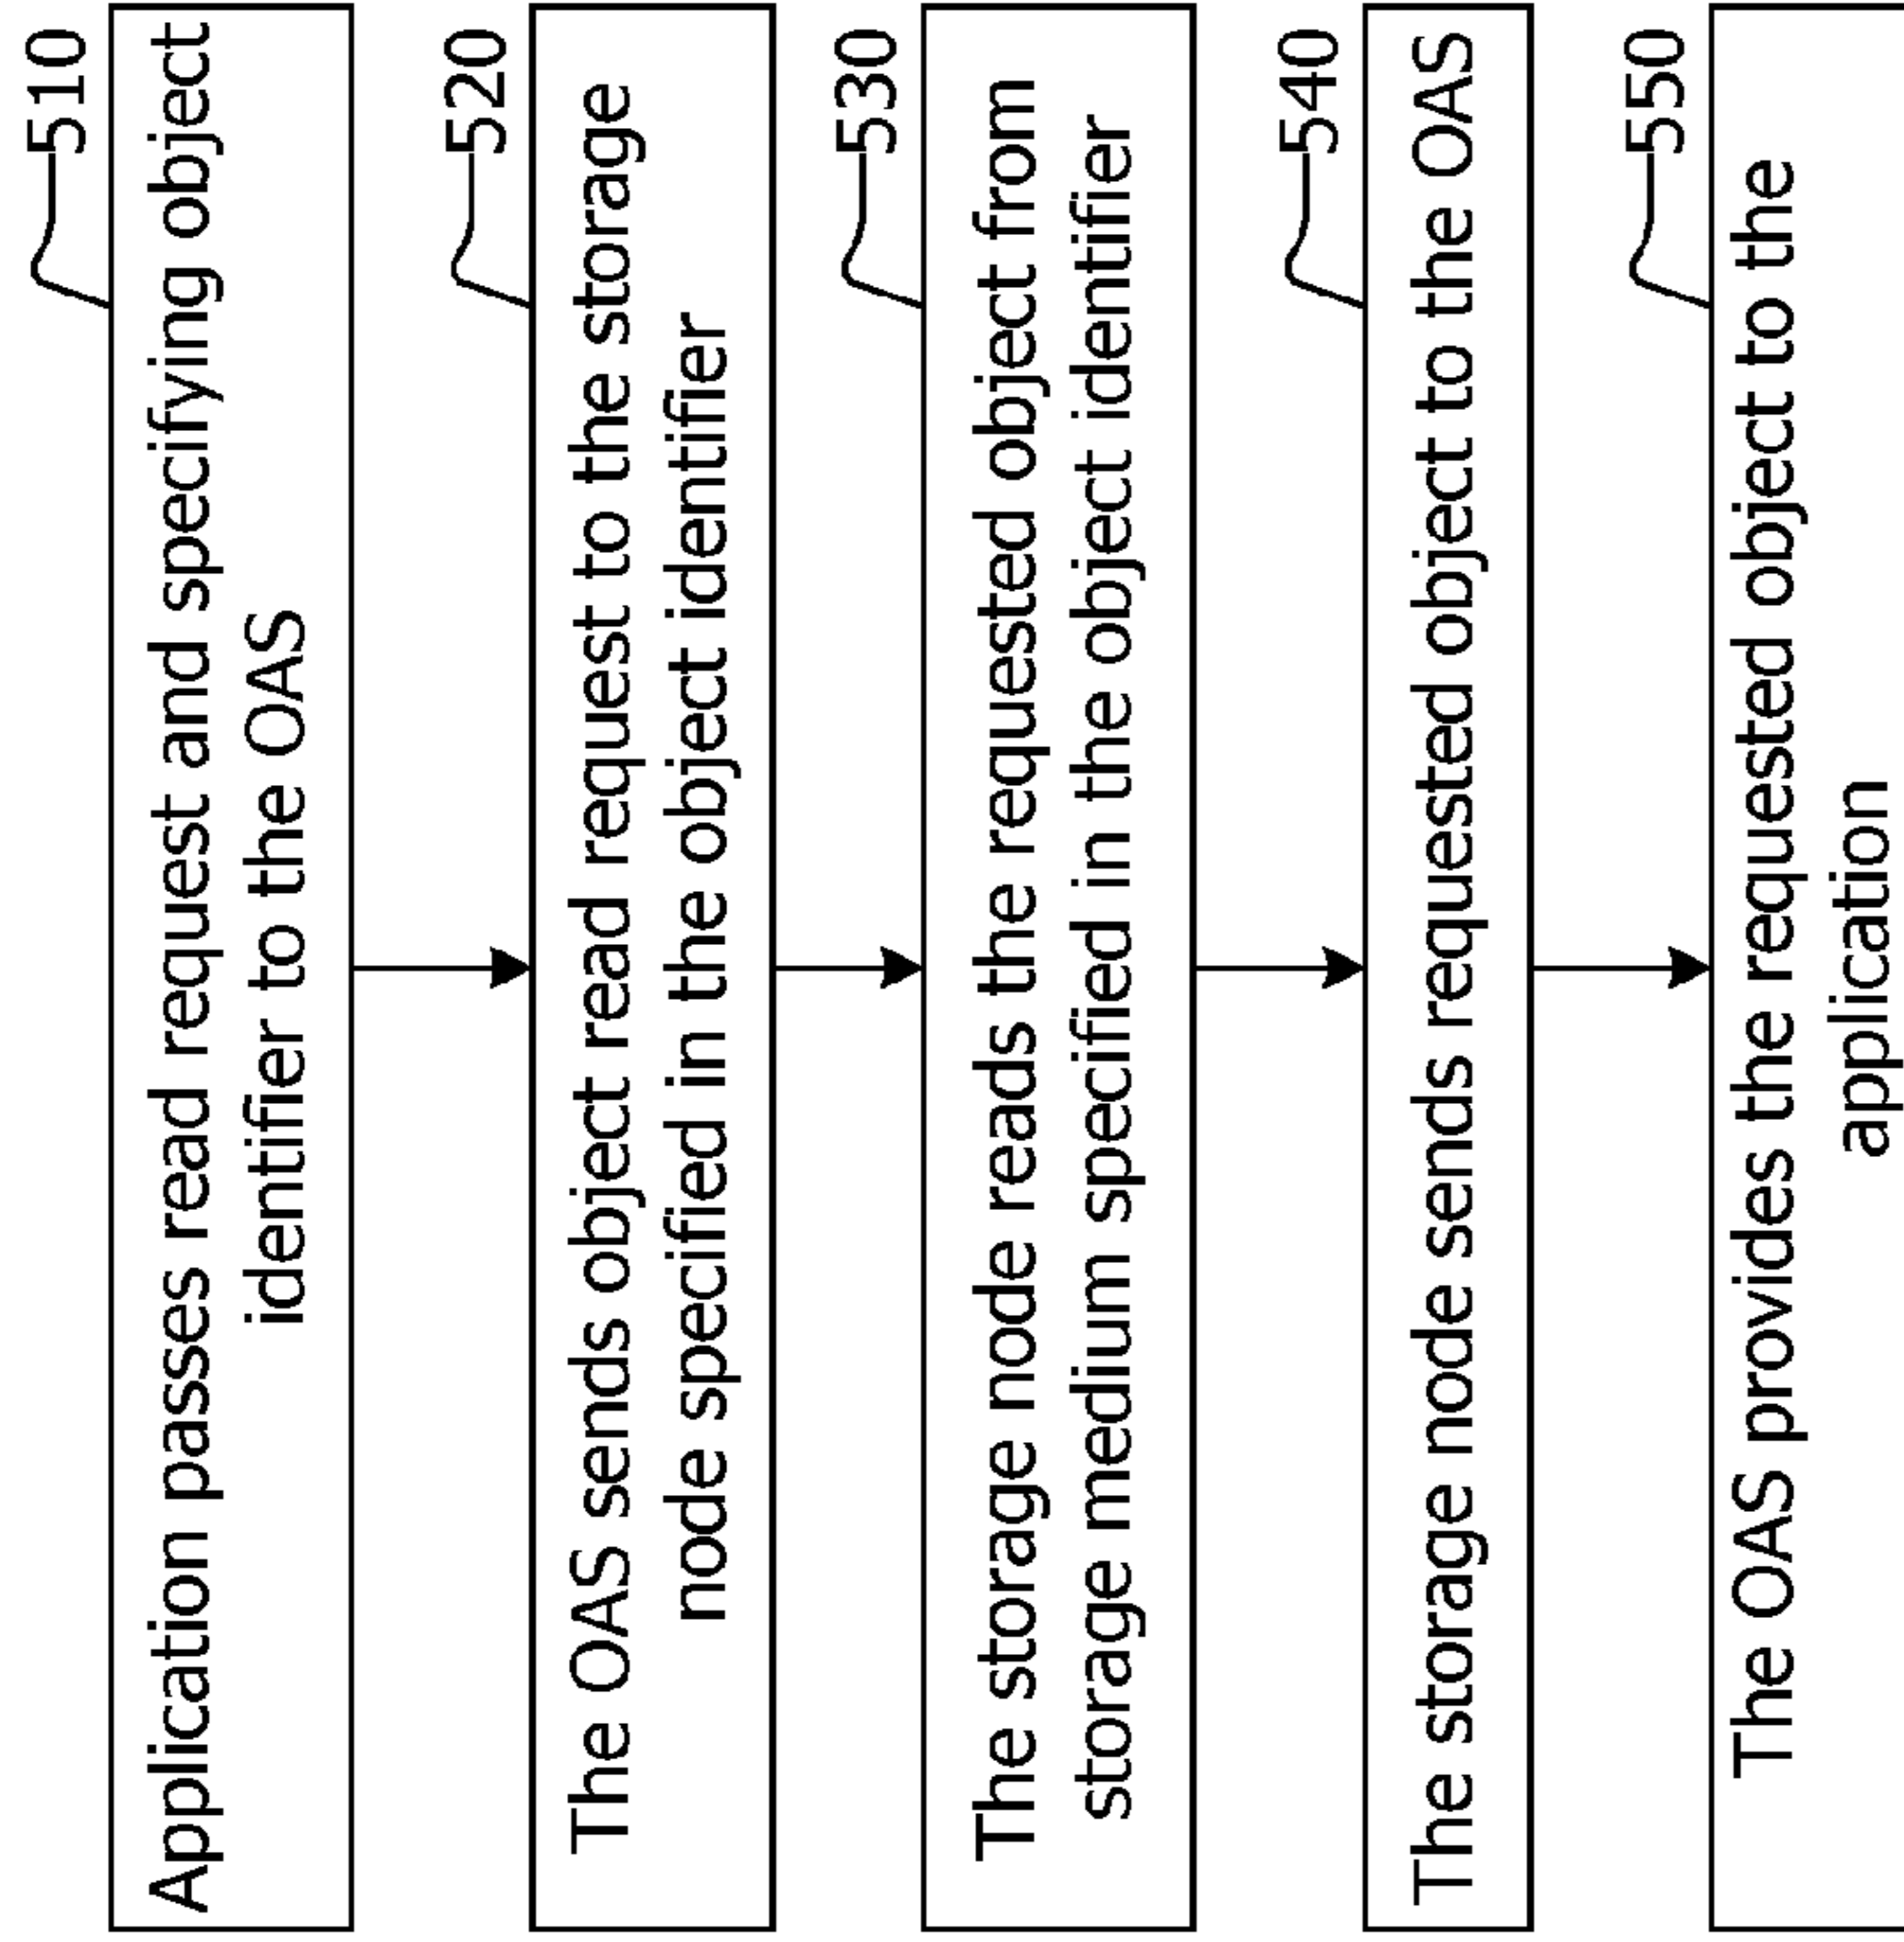 510
Application passes read request and specifying object
identifier to the OAS
520
The OAS sends object read request to the storage
node specified in the object identifier
530
The storage node reads the requested object from
storage medium specified in the object identifier
540
The storage node sends requested object to the OAS
550
The OAS provides the requested object to the
application